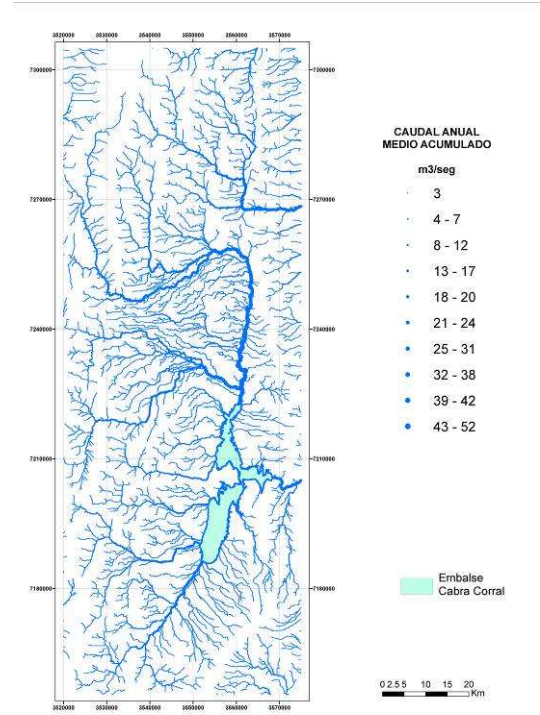 3520000 3530000 3540000 3550000 3560000 3570000
7300000 7300000
7270000 7270000
7240000 7240000
7210000 7210000
7180000 7180000
3520000 3530000 3540000 3550000 3560000 3570000
CAUDAL ANUAL
MEDIO ACUMULADO
m3/seg
3
4 - 7
8 - 12
13 - 17
18 - 20
21 - 24
25 - 31
32 - 38
39 - 42
43 - 52
Embalse
Cabra Corral
0 2.5 5 10 15 20
Km